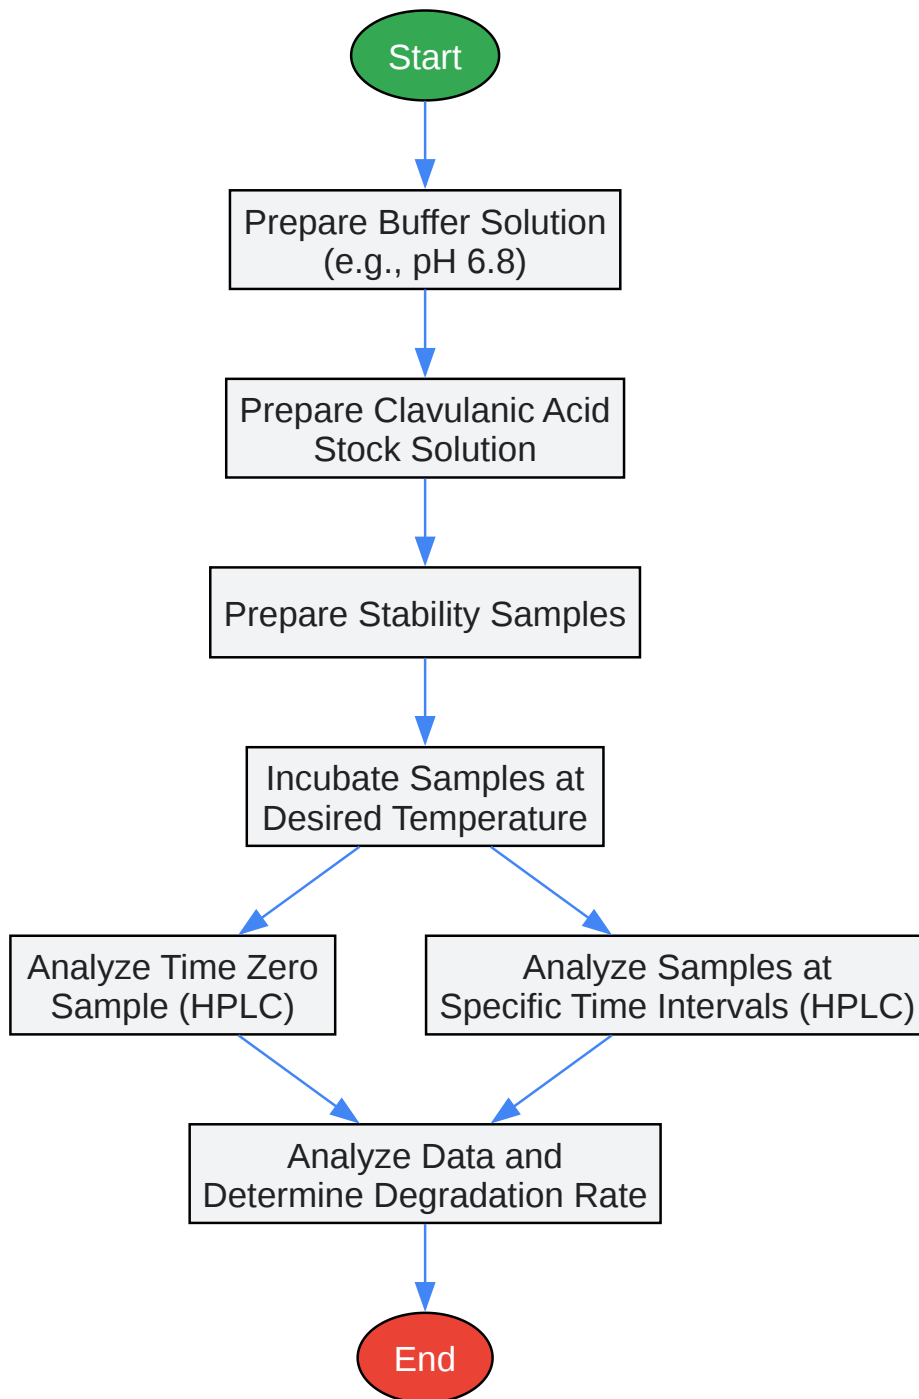 Start
Prepare Buffer Solution
(e.g., pH 6.8)
Prepare Clavulanic Acid
Stock Solution
Prepare Stability Samples
Incubate Samples at
Desired Temperature
Analyze Time Zero
Sample (HPLC)
Analyze Samples at
Specific Time Intervals (HPLC)
Analyze Data and
Determine Degradation Rate
End